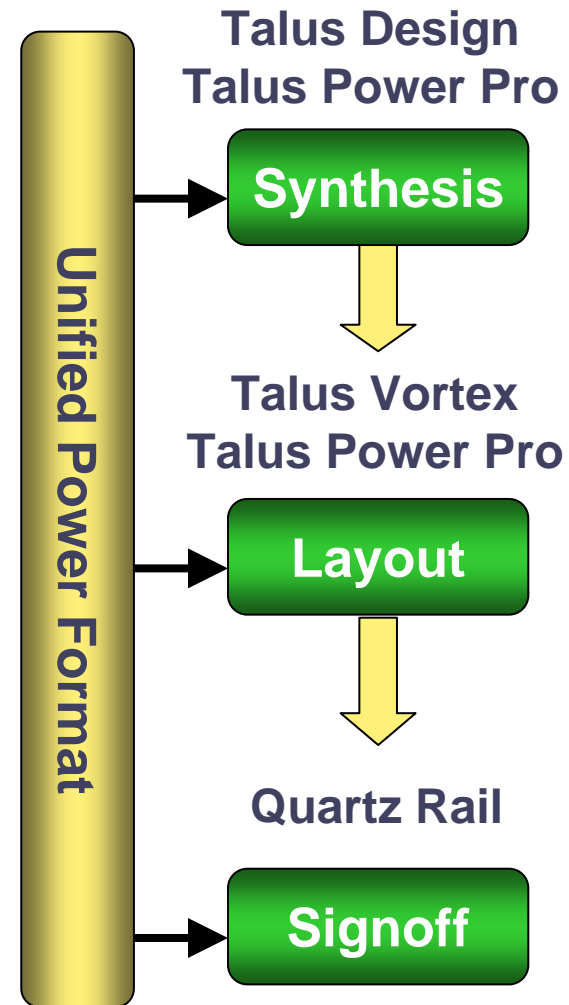 Talus Design
Talus Power Pro
Synthesis
Unified Power Format
Talus Vortex
Talus Power Pro
Layout
Quartz Rail
Signoff